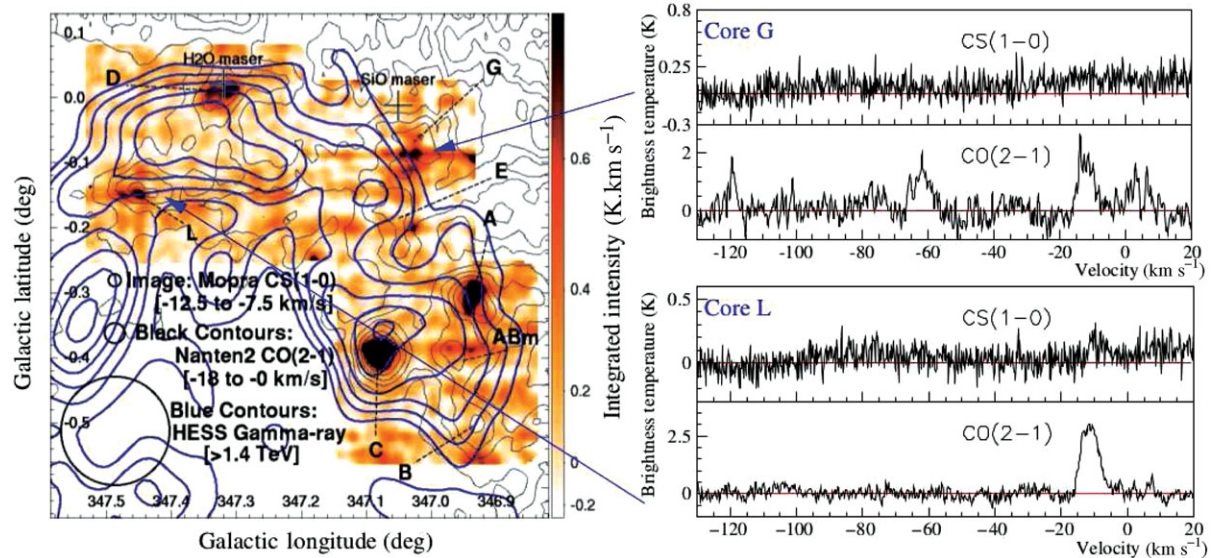 0.1
0.0
-0.1
-0.2
-0.3
-0.4
-0.5
Galactic latitude (deg)
D
H2O maser
SiO maser
G
E
A
L
ABm
C
B
Image: Mopra CS(1-0)
[-12.5 to -7.5 km/s]
Black Contours:
Nanten2 CO(2-1)
[-18 to -0 km/s]
Blue Contours:
HESS Gamma-ray
[>1.4 TeV]
347.5 347.4 347.3 347.2 347.1 347.0 346.9
Galactic longitude (deg)
0.6
0.4
0.2
0
-0.2
Integrated intensity (K.km s⁻¹)
Core G
CS(1-0)
0.8
0.25
-0.3
CO(2-1)
2
0
Brightness temperature (K)
-120 -100 -80 -60 -40 -20 0 20
Velocity (km s⁻¹)
Core L
CS(1-0)
0.5
0
CO(2-1)
2.5
0
Brightness temperature (K)
-120 -100 -80 -60 -40 -20 0 20
Velocity (km s⁻¹)